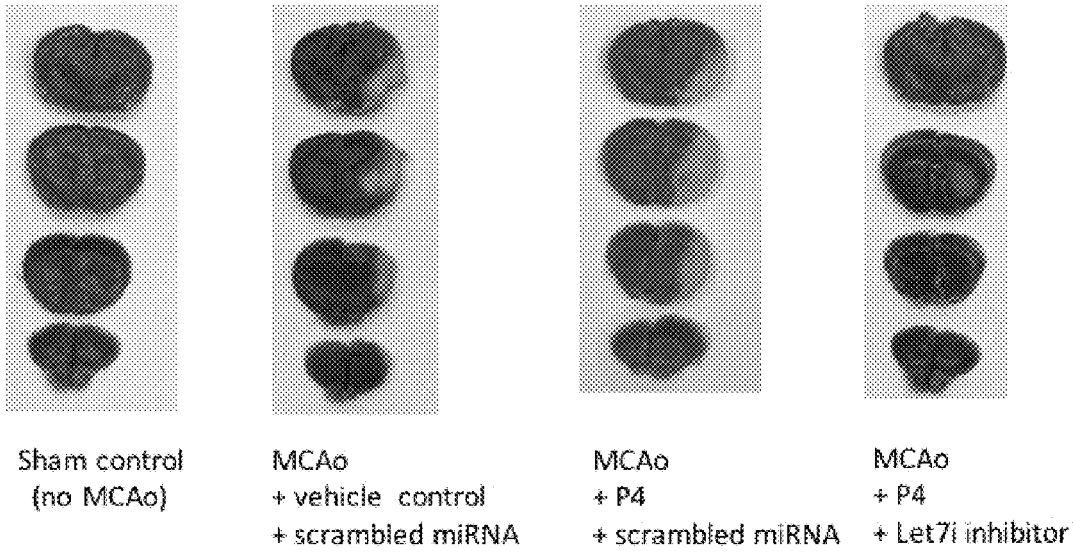 Sham control
(no MCAo)
MCAo
+ vehicle control
+ scrambled miRNA
MCAo
+ P4
+ scrambled miRNA
MCAo
+ P4
+ Let7i inhibitor